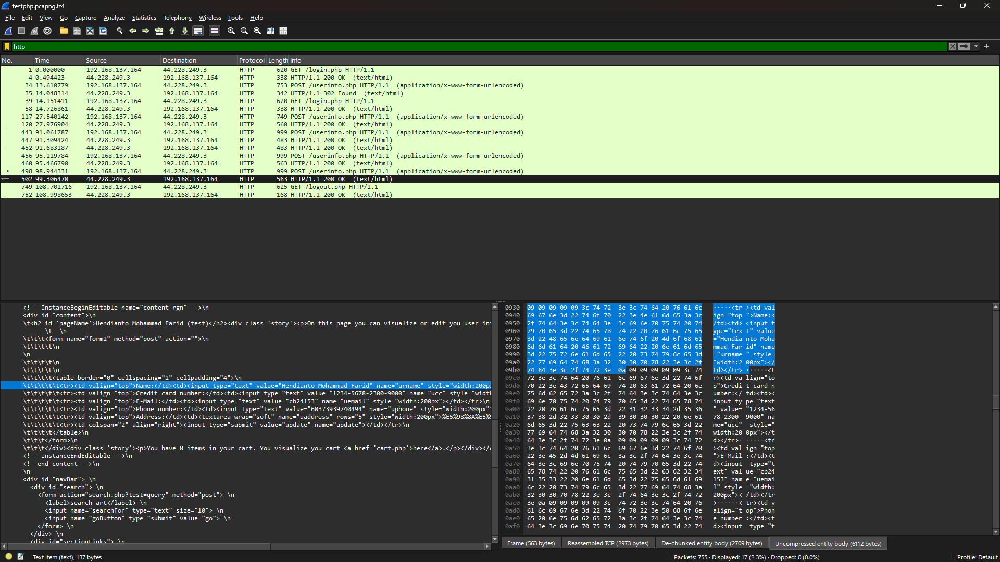 testphp.pcapng.lz4
File Edit View Go Capture Analyze Statistics Telephony Wireless Tools Help
http
No. Time Source Destination Protocol Length Info
1 0.000000 192.168.137.164 44.228.249.3 HTTP 620 GET /login.php HTTP/1.1
4 0.494423 44.228.249.3 192.168.137.164 HTTP 338 HTTP/1.1 200 OK (text/html)
34 13.610779 192.168.137.164 44.228.249.3 HTTP 753 POST /userinfo.php HTTP/1.1 (application/x-www-form-urlencoded)
35 14.048314 44.228.249.3 192.168.137.164 HTTP 342 HTTP/1.1 302 Found (text/html)
39 14.151411 192.168.137.164 44.228.249.3 HTTP 620 GET /login.php HTTP/1.1
58 14.726861 44.228.249.3 192.168.137.164 HTTP 338 HTTP/1.1 200 OK (text/html)
117 27.540142 192.168.137.164 44.228.249.3 HTTP 749 POST /userinfo.php HTTP/1.1 (application/x-www-form-urlencoded)
120 27.976904 44.228.249.3 192.168.137.164 HTTP 560 HTTP/1.1 200 OK (text/html)
443 91.061787 192.168.137.164 44.228.249.3 HTTP 999 POST /userinfo.php HTTP/1.1 (application/x-www-form-urlencoded)
447 91.309424 44.228.249.3 192.168.137.164 HTTP 483 HTTP/1.1 200 OK (text/html)
452 91.683187 44.228.249.3 192.168.137.164 HTTP 483 HTTP/1.1 200 OK (text/html)
456 95.119784 192.168.137.164 44.228.249.3 HTTP 999 POST /userinfo.php HTTP/1.1 (application/x-www-form-urlencoded)
460 95.466790 44.228.249.3 192.168.137.164 HTTP 563 HTTP/1.1 200 OK (text/html)
498 98.944331 192.168.137.164 44.228.249.3 HTTP 999 POST /userinfo.php HTTP/1.1 (application/x-www-form-urlencoded)
502 99.306470 44.228.249.3 192.168.137.164 HTTP 563 HTTP/1.1 200 OK (text/html)
749 108.701716 192.168.137.164 44.228.249.3 HTTP 625 GET /logout.php HTTP/1.1
752 108.998653 44.228.249.3 192.168.137.164 HTTP 168 HTTP/1.1 200 OK (text/html)
<!-- InstanceBeginEditable name="content_rgn" -->\n
<div id="content">\n
\t<h2 id='pageName'>Hendianto Mohammad Farid (test)</h2><div class='story'><p>On this page you can visualize or edit you user in
\t \n
\t\t\t<form name="form1" method="post" action="">\n
\t\t\t\t\n
\n
\t\t\t\t\n
\t\t\t\t\n
\t\t\t\t<table border="0" cellspacing="1" cellpadding="4">\n
\t\t\t\t\t<tr><td valign="top">Name:</td><td><input type="text" value="Hendianto Mohammad Farid" name="urname" style="width:200p
\t\t\t\t\t<tr><td valign="top">Credit card number:</td><td><input type="text" value="1234-5678-2300-9000" name="ucc" style="widt
\t\t\t\t\t<tr><td valign="top">E-Mail:</td><td><input type="text" value="cb24153" name="uemail" style="width:200px"></td></tr>\n
\t\t\t\t\t<tr><td valign="top">Phone number:</td><td><input type="text" value="60373939740494" name="uphone" style="width:200px"
\t\t\t\t\t<tr><td valign="top">Address:</td><td><textarea wrap="soft" name="uaddress" rows="5" style="width:200px">%E5%98%8A%E5%
\t\t\t\t\t<tr><td colspan="2" align="right"><input type="submit" value="update" name="update"></td></tr>\n
\t\t\t\t</table>\n
\t\t\t</form>\n
\t\t\t</div><div class='story'><p>You have 0 items in your cart. You visualize you cart <a href='cart.php'>here</a>.</p></div></
<!-- InstanceEndEditable -->\n
<!--end content -->\n
\n
<div id="navBar"> \n
<div id="search"> \n
<form action="search.php?test=query" method="post"> \n
<label>search art</label> \n
<input name="searchFor" type="text" size="10"> \n
<input name="goButton" type="submit" value="go"> \n
</form> \n
</div> \n
<div id="sectionLinks"> \n
0930 09 09 09 09 09 3c 74 72 3e 3c 74 64 20 76 61 6c ·····<tr ><td val
0940 69 67 6e 3d 22 74 6f 70 22 3e 4e 61 6d 65 3a 3c ign="top ">Name:<
0950 2f 74 64 3e 3c 74 64 3e 3c 69 6e 70 75 74 20 74 /td><td> <input t
0960 79 70 65 3d 22 74 65 78 74 22 20 76 61 6c 75 65 ype="tex t" value
0970 3d 22 48 65 6e 64 69 61 6e 74 6f 20 4d 6f 68 61 ="Hendia nto Moha
0980 6d 6d 61 64 20 46 61 72 69 64 22 20 6e 61 6d 65 mmad Far id" name
0990 3d 22 75 72 6e 61 6d 65 22 20 73 74 79 6c 65 3d ="urname " style=
09a0 22 77 69 64 74 68 3a 32 30 30 70 78 22 3e 3c 2f "width:2 00px"></
09b0 74 64 3e 3c 2f 74 72 3e 0a 09 09 09 09 09 3c 74 td></tr> ······<t
09c0 72 3e 3c 74 64 20 76 61 6c 69 67 6e 3d 22 74 6f r><td va lign="to
09d0 70 22 3e 43 72 65 64 69 74 20 63 61 72 64 20 6e p">Credi t card n
09e0 75 6d 62 65 72 3a 3c 2f 74 64 3e 3c 74 64 3e 3c umber:</ td><td><
09f0 69 6e 70 75 74 20 74 79 70 65 3d 22 74 65 78 74 input ty pe="text
0a00 22 20 76 61 6c 75 65 3d 22 31 32 33 34 2d 35 36 " value= "1234-56
0a10 37 38 2d 32 33 30 30 2d 39 30 30 30 22 20 6e 61 78-2300- 9000" na
0a20 6d 65 3d 22 75 63 63 22 20 73 74 79 6c 65 3d 22 me="ucc" style="
0a30 77 69 64 74 68 3a 32 30 30 70 78 22 3e 3c 2f 74 width:20 0px"></t
0a40 64 3e 3c 2f 74 72 3e 0a 09 09 09 09 09 3c 74 72 d></tr>· ·····<tr
0a50 3e 3c 74 64 20 76 61 6c 69 67 6e 3d 22 74 6f 70 ><td val ign="top
0a60 22 3e 45 2d 4d 61 69 6c 3a 3c 2f 74 64 3e 3c 74 ">E-Mail :</td><t
0a70 64 3e 3c 69 6e 70 75 74 20 74 79 70 65 3d 22 74 d><input type="t
0a80 65 78 74 22 20 76 61 6c 75 65 3d 22 63 62 32 34 ext" val ue="cb24
0a90 31 35 33 22 20 6e 61 6d 65 3d 22 75 65 6d 61 69 153" nam e="uemai
0aa0 6c 22 20 73 74 79 6c 65 3d 22 77 69 64 74 68 3a l" style ="width:
0ab0 32 30 30 70 78 22 3e 3c 2f 74 64 3e 3c 2f 74 72 200px">< /td></tr
0ac0 3e 0a 09 09 09 09 09 3c 74 72 3e 3c 74 64 20 76 >······< tr><td v
0ad0 61 6c 69 67 6e 3d 22 74 6f 70 22 3e 50 68 6f 6e align="t op">Phon
0ae0 65 20 6e 75 6d 62 65 72 3a 3c 2f 74 64 3e 3c 74 e number :</td><t
0af0 64 3e 3c 69 6e 70 75 74 20 74 79 70 65 3d 22 74 d><input type="t
Frame (563 bytes) Reassembled TCP (2973 bytes) De-chunked entity body (2709 bytes) Uncompressed entity body (6112 bytes)
Text item (text), 137 bytes
Packets: 755 · Displayed: 17 (2.3%) · Dropped: 0 (0.0%)
Profile: Default